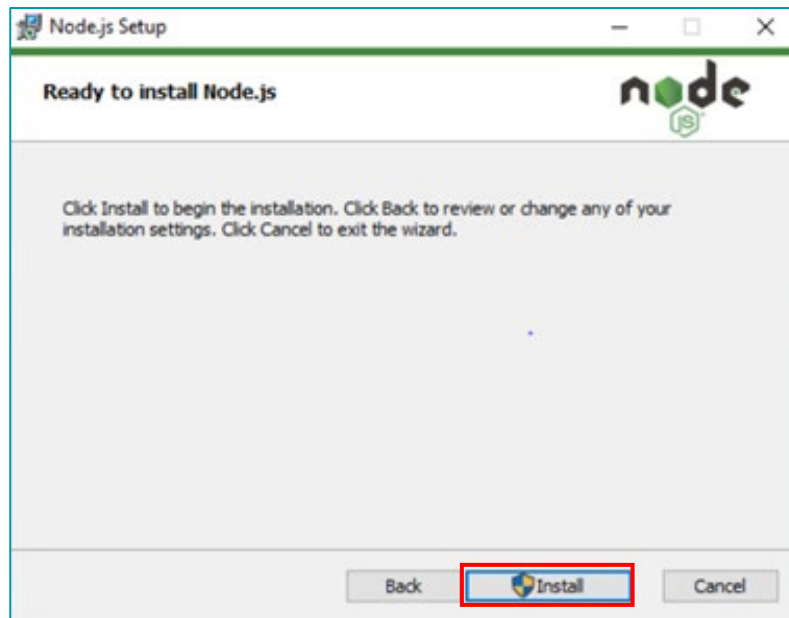 Node.js Setup
Ready to install Node.js
node
JS
Click Install to begin the installation. Click Back to review or change any of your
installation settings. Click Cancel to exit the wizard.
Back Install Cancel